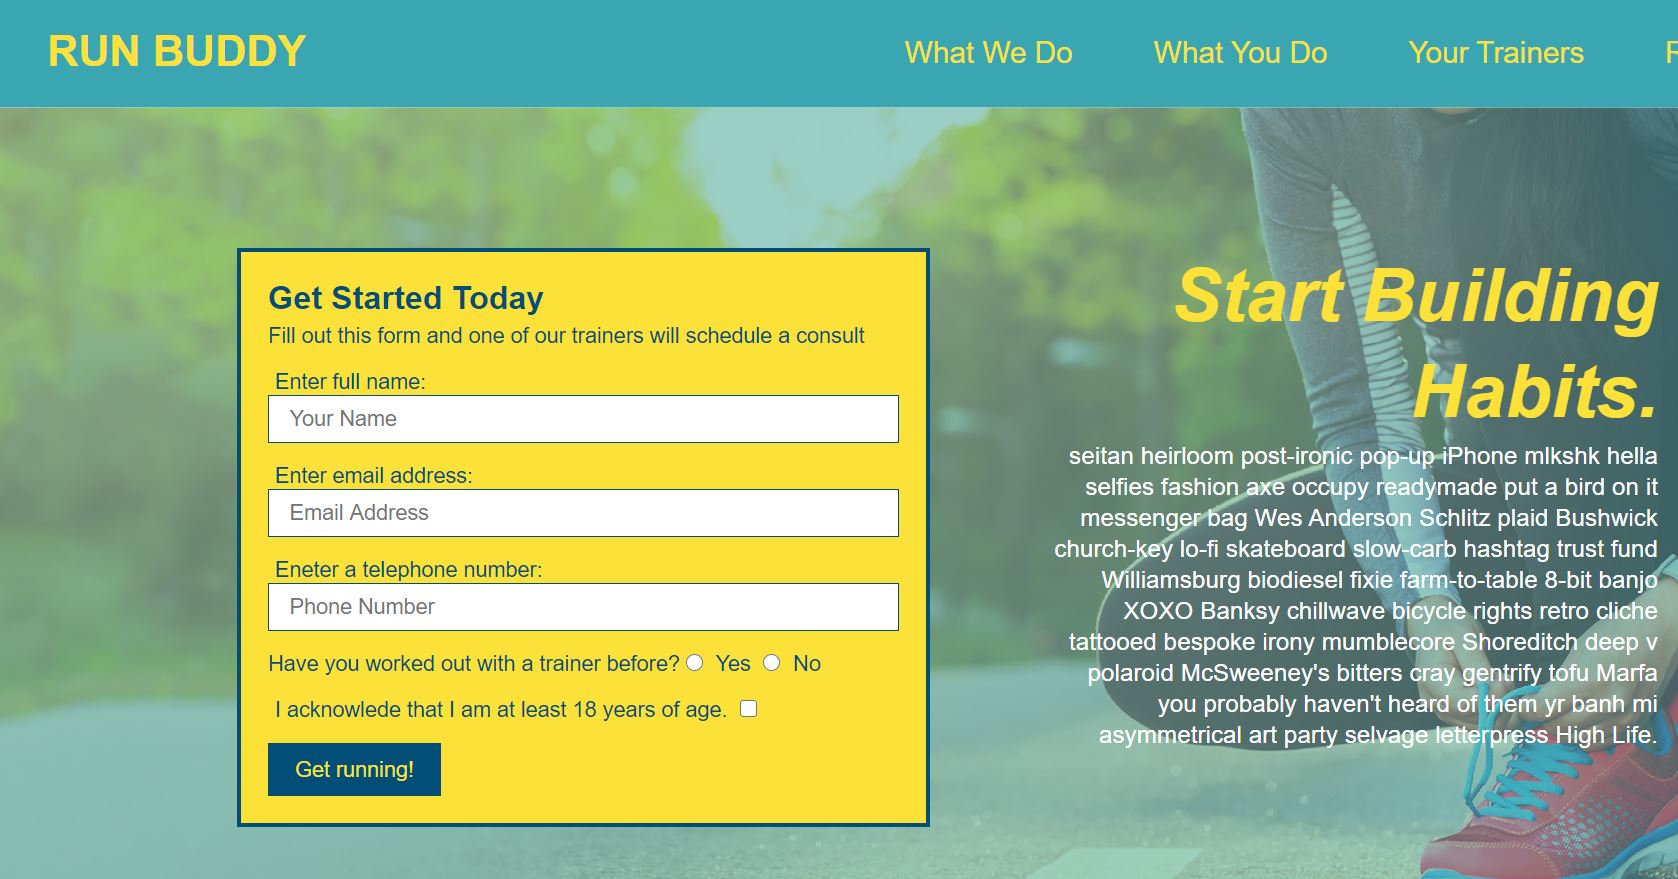 RUN BUDDY
What We Do
What You Do
Your Trainers
Get Started Today
Fill out this form and one of our trainers will schedule a consult
Enter full name:
Your Name
Enter email address:
Email Address
Eneter a telephone number:
Phone Number
Have you worked out with a trainer before? Yes No
I acknowlede that I am at least 18 years of age.
Get running!
Start Building
Habits.
seitan heirloom post-ironic pop-up iPhone mlkshk hella
selfies fashion axe occupy readymade put a bird on it
messenger bag Wes Anderson Schlitz plaid Bushwick
church-key lo-fi skateboard slow-carb hashtag trust fund
Williamsburg biodiesel fixie farm-to-table 8-bit banjo
XOXO Banksy chillwave bicycle rights retro cliche
tattooed bespoke irony mumblecore Shoreditch deep v
polaroid McSweeney's bitters cray gentrify tofu Marfa
you probably haven't heard of them yr banh mi
asymmetrical art party selvage letterpress High Life.